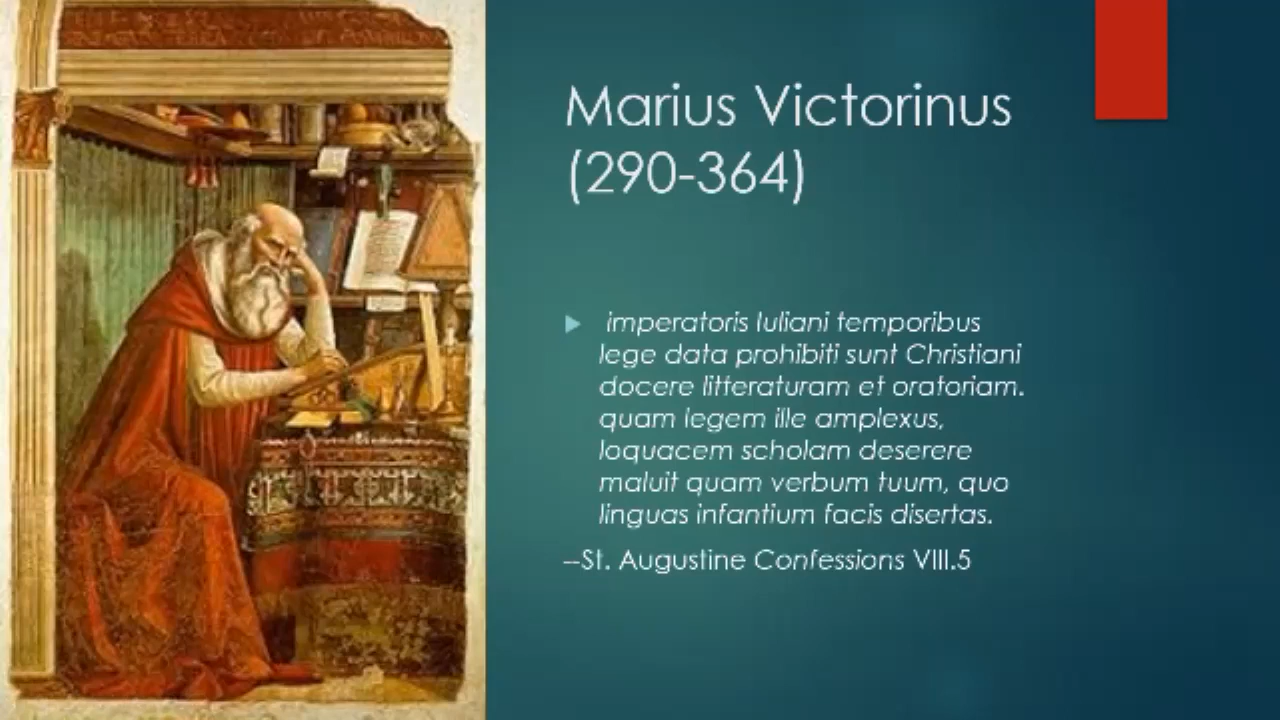 Marius Victorinus
(290-364)
imperatoris Iuliani temporibus
lege data prohibiti sunt Christiani
docere litteraturam et oratoriam.
quam legem ille amplexus,
loquacem scholam deserere
maluit quam verbum tuum, quo
linguas infantium facis disertas.
--St. Augustine Confessions VIII.5